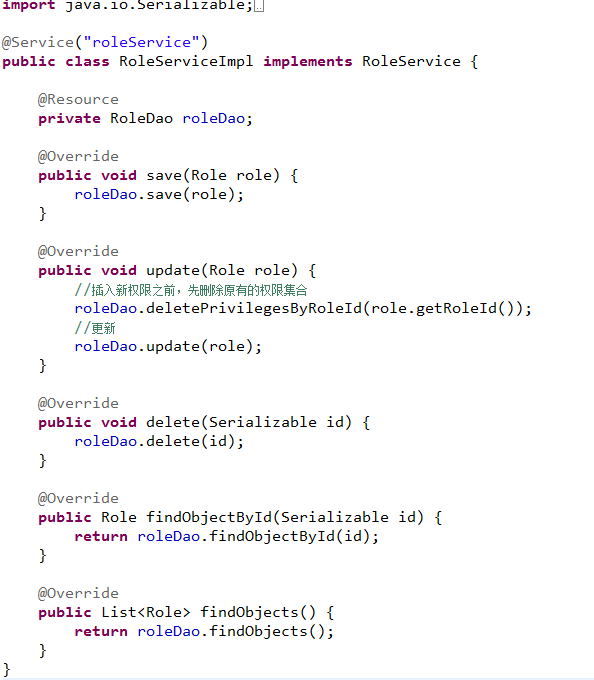 import java.io.Serializable;
@Service("roleService")
public class RoleServiceImpl implements RoleService {
@Resource
private RoleDao roleDao;
@Override
public void save(Role role) {
roleDao.save(role);
}
@Override
public void update(Role role) {
//插入新权限之前，先删除原有的权限集合
roleDao.deletePrivilegesByRoleId(role.getRoleId());
//更新
roleDao.update(role);
}
@Override
public void delete(Serializable id) {
roleDao.delete(id);
}
@Override
public Role findObjectById(Serializable id) {
return roleDao.findObjectById(id);
}
@Override
public List<Role> findObjects() {
return roleDao.findObjects();
}
}